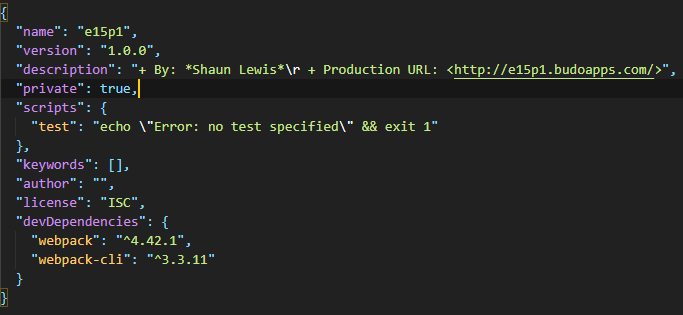 {
  "name": "e15p1",
  "version": "1.0.0",
  "description": "+ By: *Shaun Lewis*\r + Production URL: <http://e15p1.budoapps.com/>",
  "private": true,
  "scripts": {
    "test": "echo \"Error: no test specified\" && exit 1"
  },
  "keywords": [],
  "author": "",
  "license": "ISC",
  "devDependencies": {
    "webpack": "^4.42.1",
    "webpack-cli": "^3.3.11"
  }
}